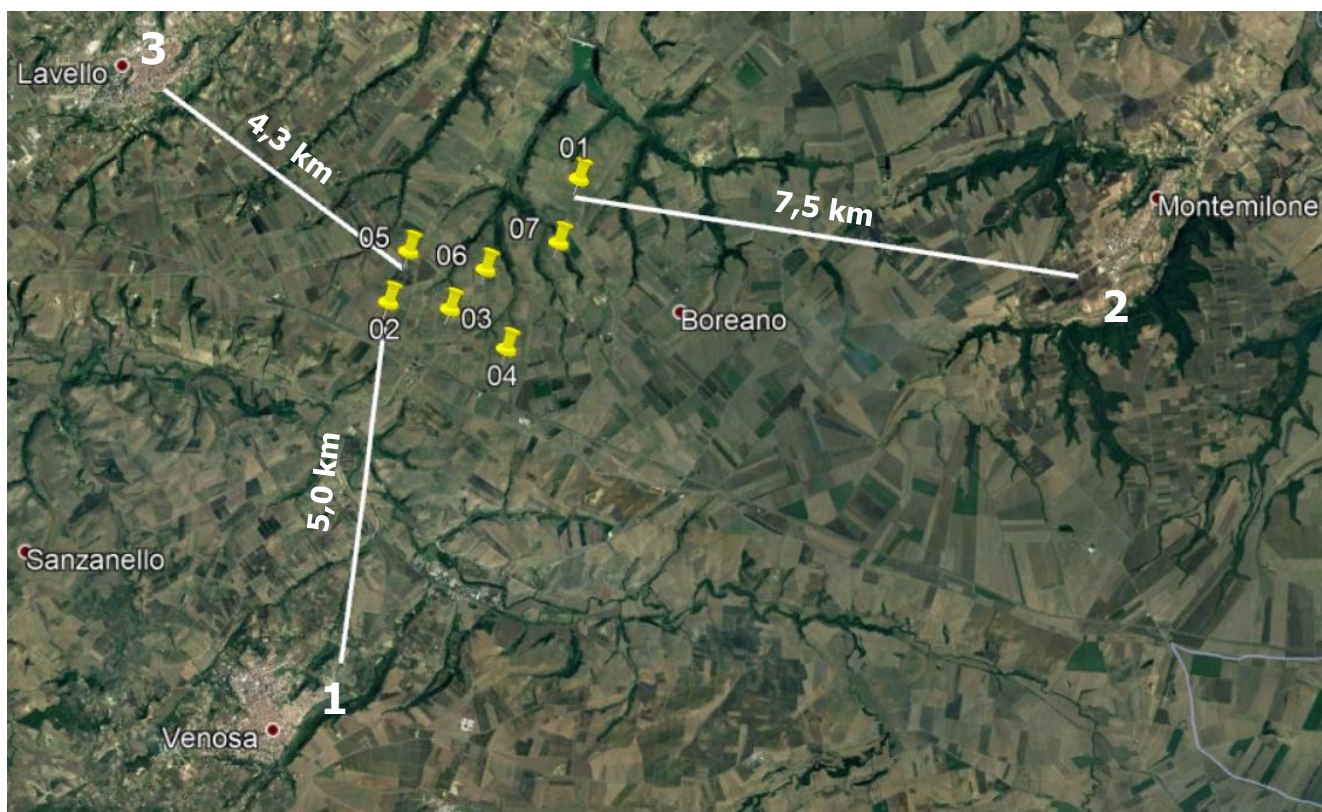 3
Lavello
4,3 km
01
7,5 km
Montemilone
05
07
06
2
03
Boreano
02
04
5,0 km
Sanzanello
1
Venosa